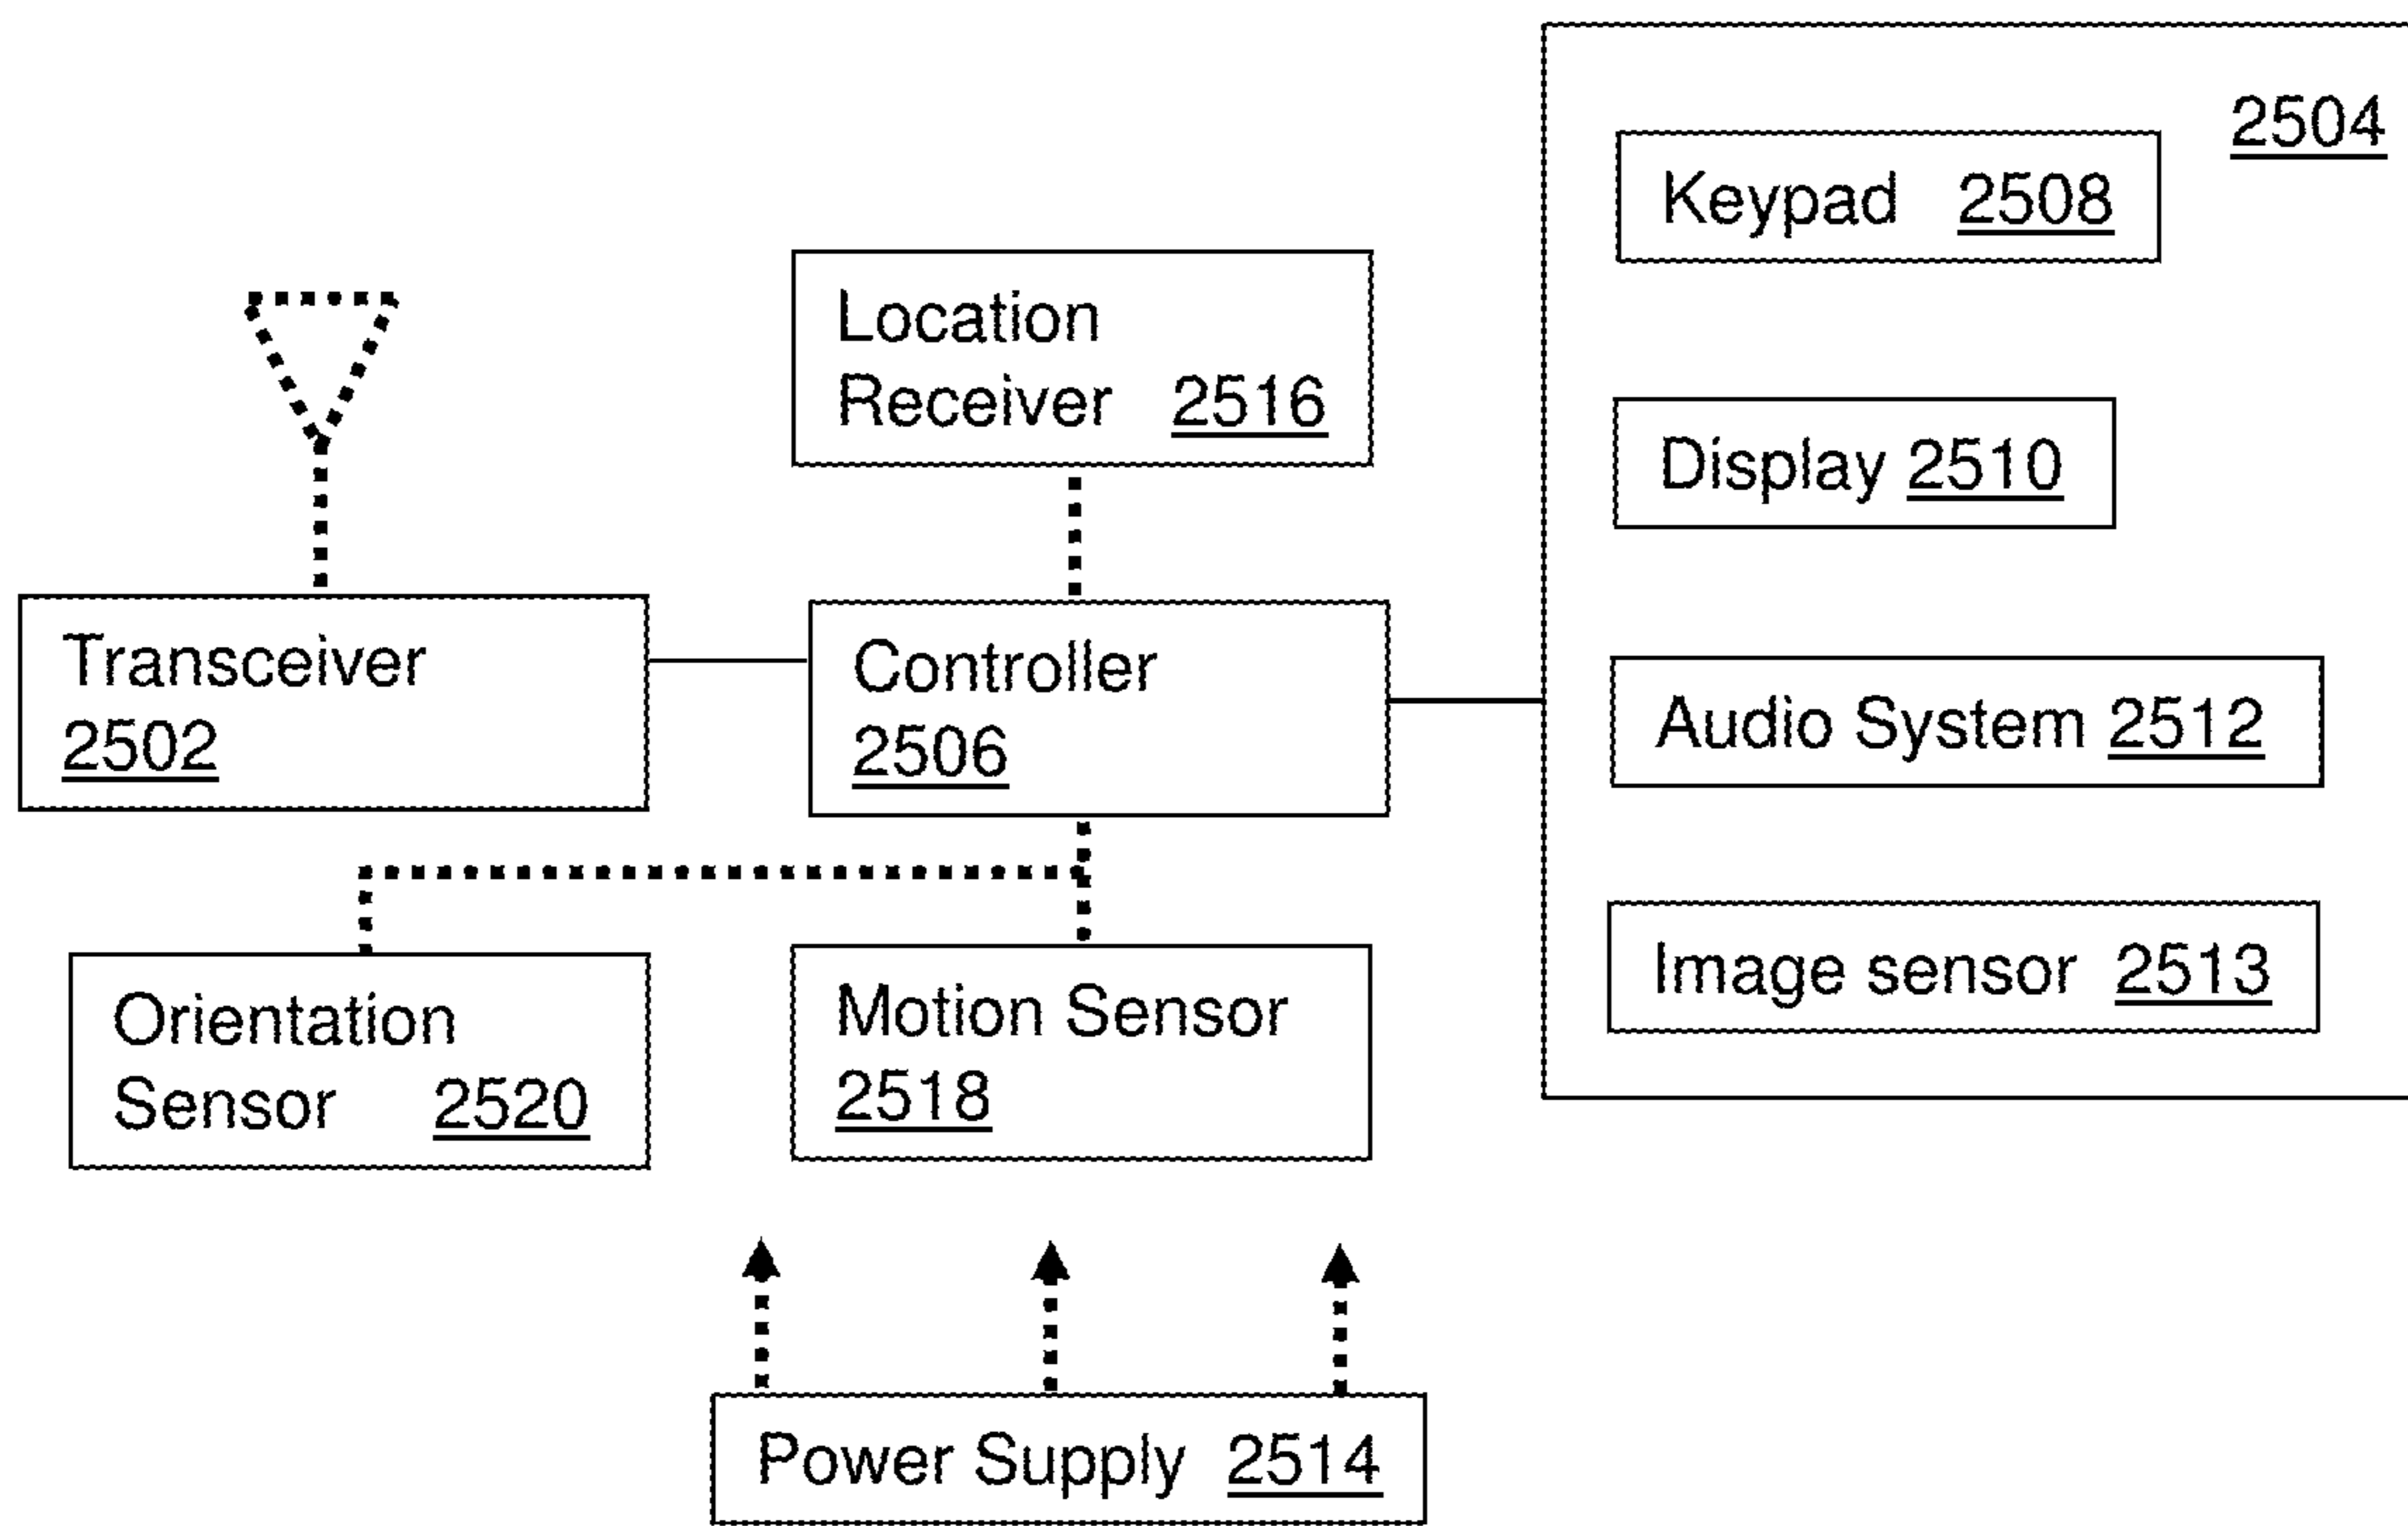 2504
Keypad 2508
Location
Receiver 2516
Display 2510
Transceiver
2502
Controller
2506
Audio System 2512
Image sensor 2513
Orientation
Sensor 2520
Motion Sensor
2518
Power Supply 2514